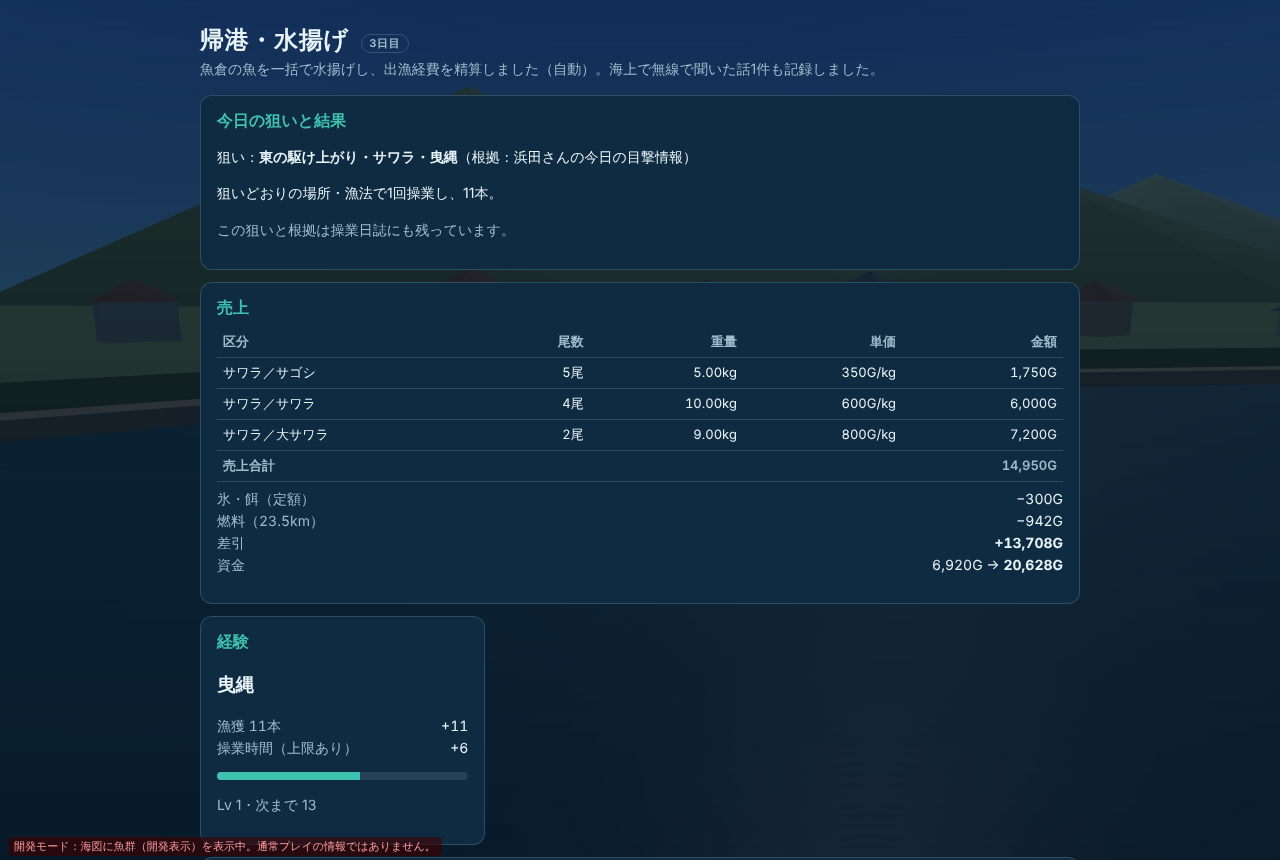 帰港・水揚げ 3日目
魚倉の魚を一括で水揚げし、出漁経費を精算しました（自動）。海上で無線で聞いた話1件も記録しました。
今日の狙いと結果
狙い：東の駆け上がり・サワラ・曳縄（根拠：浜田さんの今日の目撃情報）
狙いどおりの場所・漁法で1回操業し、11本。
この狙いと根拠は操業日誌にも残っています。
売上
区分 尾数 重量 単価 金額
サワラ／サゴシ 5尾 5.00kg 350G/kg 1,750G
サワラ／サワラ 4尾 10.00kg 600G/kg 6,000G
サワラ／大サワラ 2尾 9.00kg 800G/kg 7,200G
売上合計 14,950G
氷・餌（定額） −300G
燃料（23.5km） −942G
差引 +13,708G
資金 6,920G → 20,628G
経験
曳縄
漁獲 11本 +11
操業時間（上限あり） +6
Lv 1・次まで 13
開発モード：海図に魚群（開発表示）を表示中。通常プレイの情報ではありません。